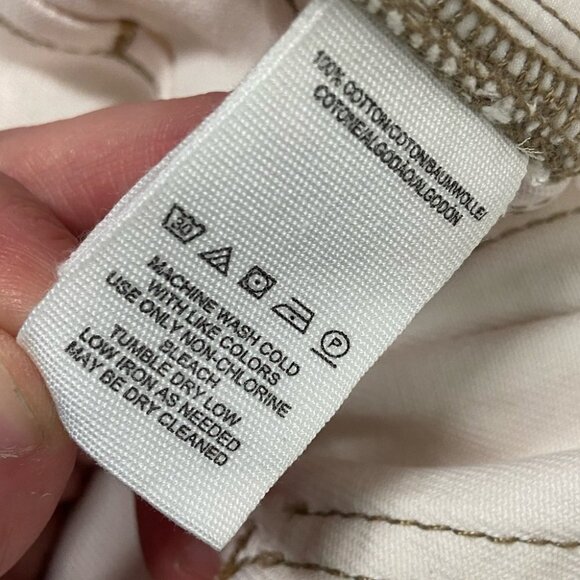 100% COTTON/COTON/BAUMWOLLE/
COTONE/ALGODAO/ALGODÓN
30 P
MACHINE WASH COLD
WITH LIKE COLORS
USE ONLY NON-CHLORINE
BLEACH
TUMBLE DRY LOW
LOW IRON AS NEEDED
MAY BE DRY CLEANED